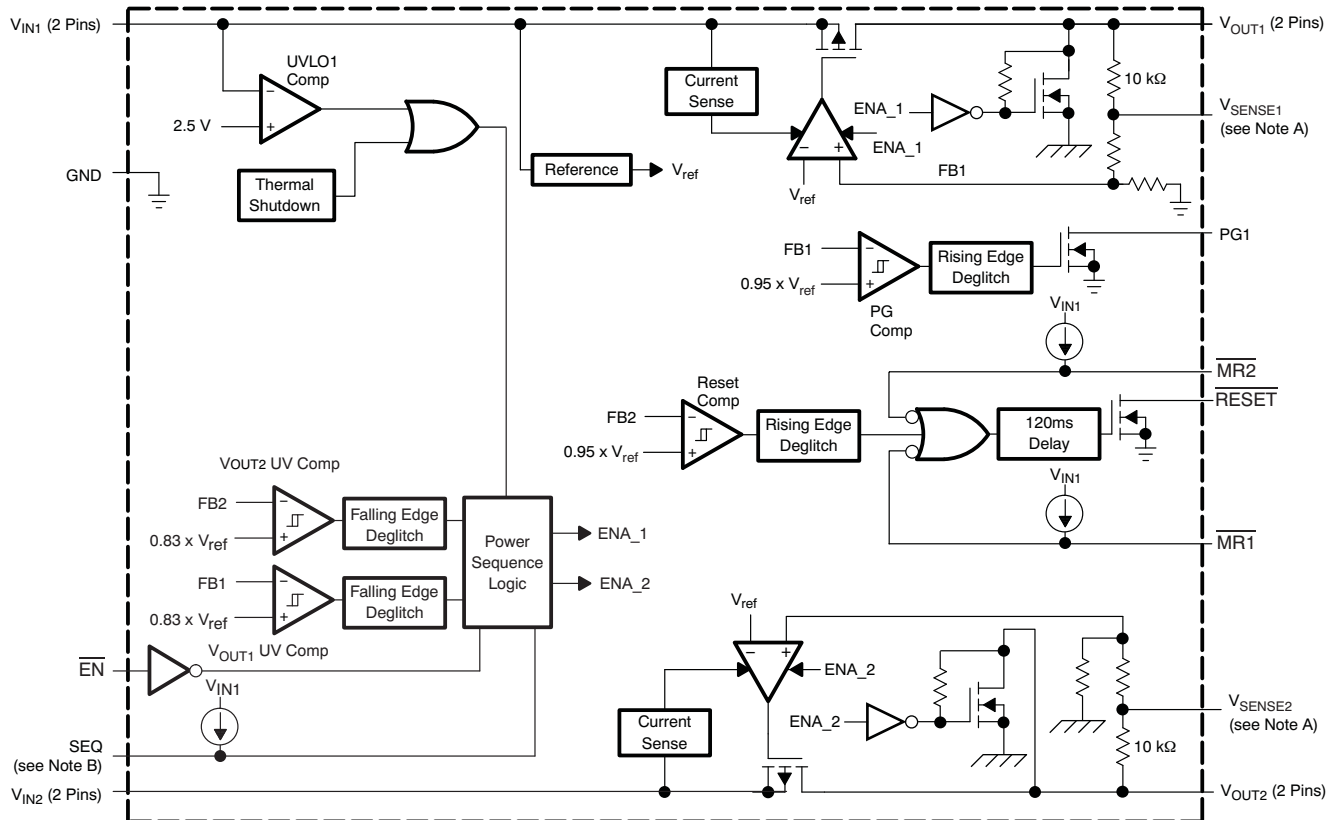 VIN1 (2 Pins)
UVLO1
Comp
−
+
2.5 V
GND
Thermal
Shutdown
Reference
Vref
Current
Sense
ENA_1
ENA_1
−
+
Vref
FB1
10 kΩ
VOUT1 (2 Pins)
VSENSE1
(see Note A)
FB1
−
0.95 x Vref
+
PG
Comp
Rising Edge
Deglitch
PG1
VIN1
MR2
Reset
Comp
FB2
−
0.95 x Vref
+
Rising Edge
Deglitch
120ms
Delay
RESET
VIN1
MR1
VOUT2 UV Comp
FB2
−
0.83 x Vref
+
Falling Edge
Deglitch
FB1
−
0.83 x Vref
+
Falling Edge
Deglitch
VOUT1 UV Comp
Power
Sequence
Logic
ENA_1
ENA_2
EN
VIN1
SEQ
(see Note B)
VIN2 (2 Pins)
Vref
−
+
ENA_2
ENA_2
Current
Sense
VSENSE2
(see Note A)
10 kΩ
VOUT2 (2 Pins)